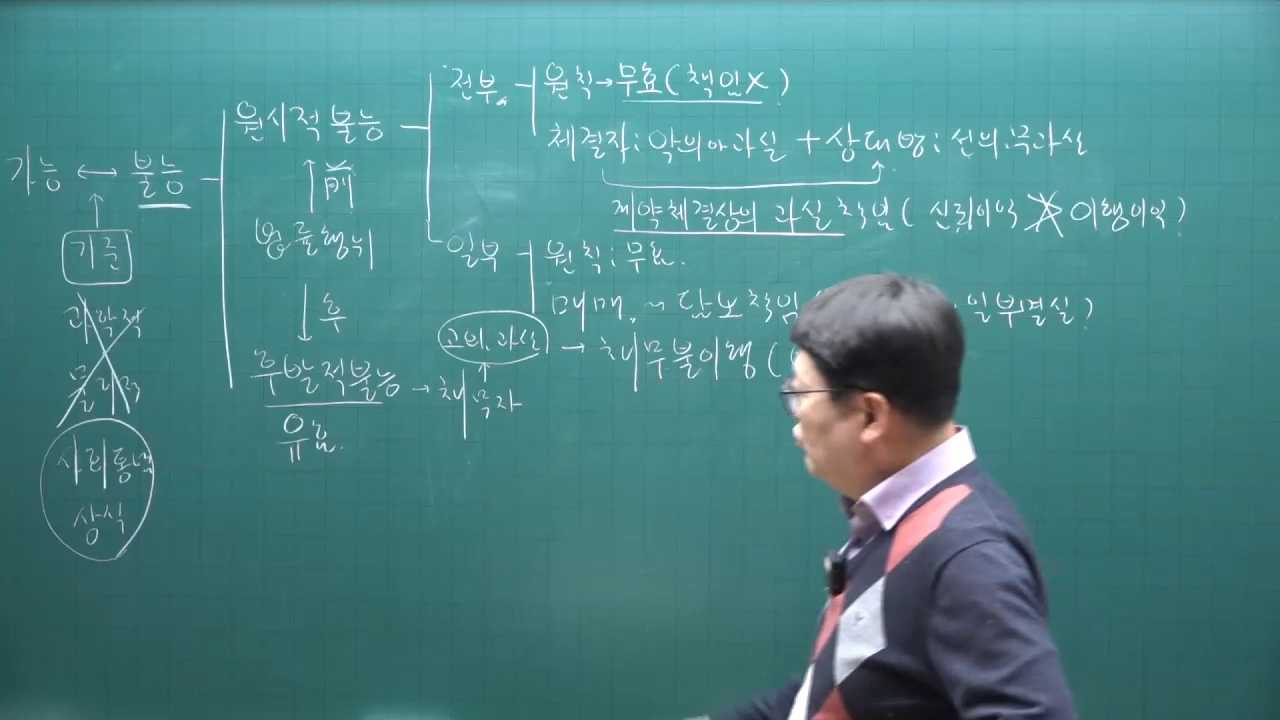 가능 ↔ 불능
기준
과학적
물리적
사회통념
상식
원시적 불능
前
법률행위
후
후발적불능 → 채무자
유효.
고의.과실 → 채무불이행 (
전부 원칙→무효(책임X)
체결자: 악의or과실 + 상대방: 선의.무과실
계약체결상의 과실책임 ( 신뢰이익 이행이익 )
일부 원칙: 무효.
매매. ~ 담보책임( 일부멸실)